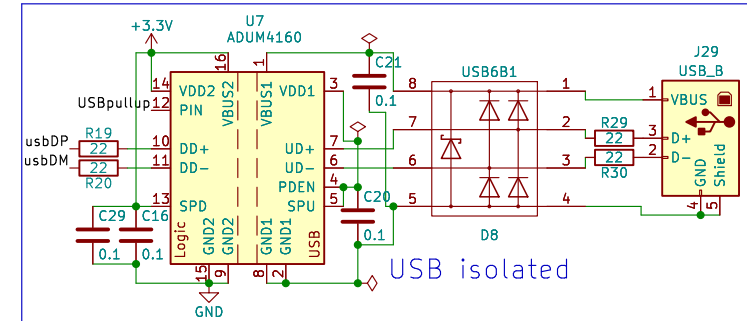 U7
+3.3V
ADUM4160
J29
USB_B
C21
USB6B1
16
1
14
VDD2
VBUS2
VBUS1
VDD1
3
8
1
1
VBUS
USBpullup
12
PIN
0.1
R29
7
2
22
3
D+
usbDP
R19
22
10
DD+
UD+
7
usbDM
22
R20
11
DD-
UD-
6
6
3
22
2
D-
R30
PDEN
4
C20
GND
Shield
13
SPD
SPU
5
5
4
C29
C16
4
5
0.1
0.1
Logic
GND2
GND2
GND1
GND1
USB
0.1
D8
15
9
8
2
USB isolated
GND